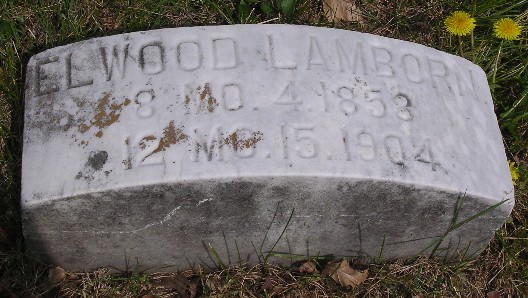 ELWOOD LAMBORN
8 MO. 4. 1853
12 MO. 15. 1904